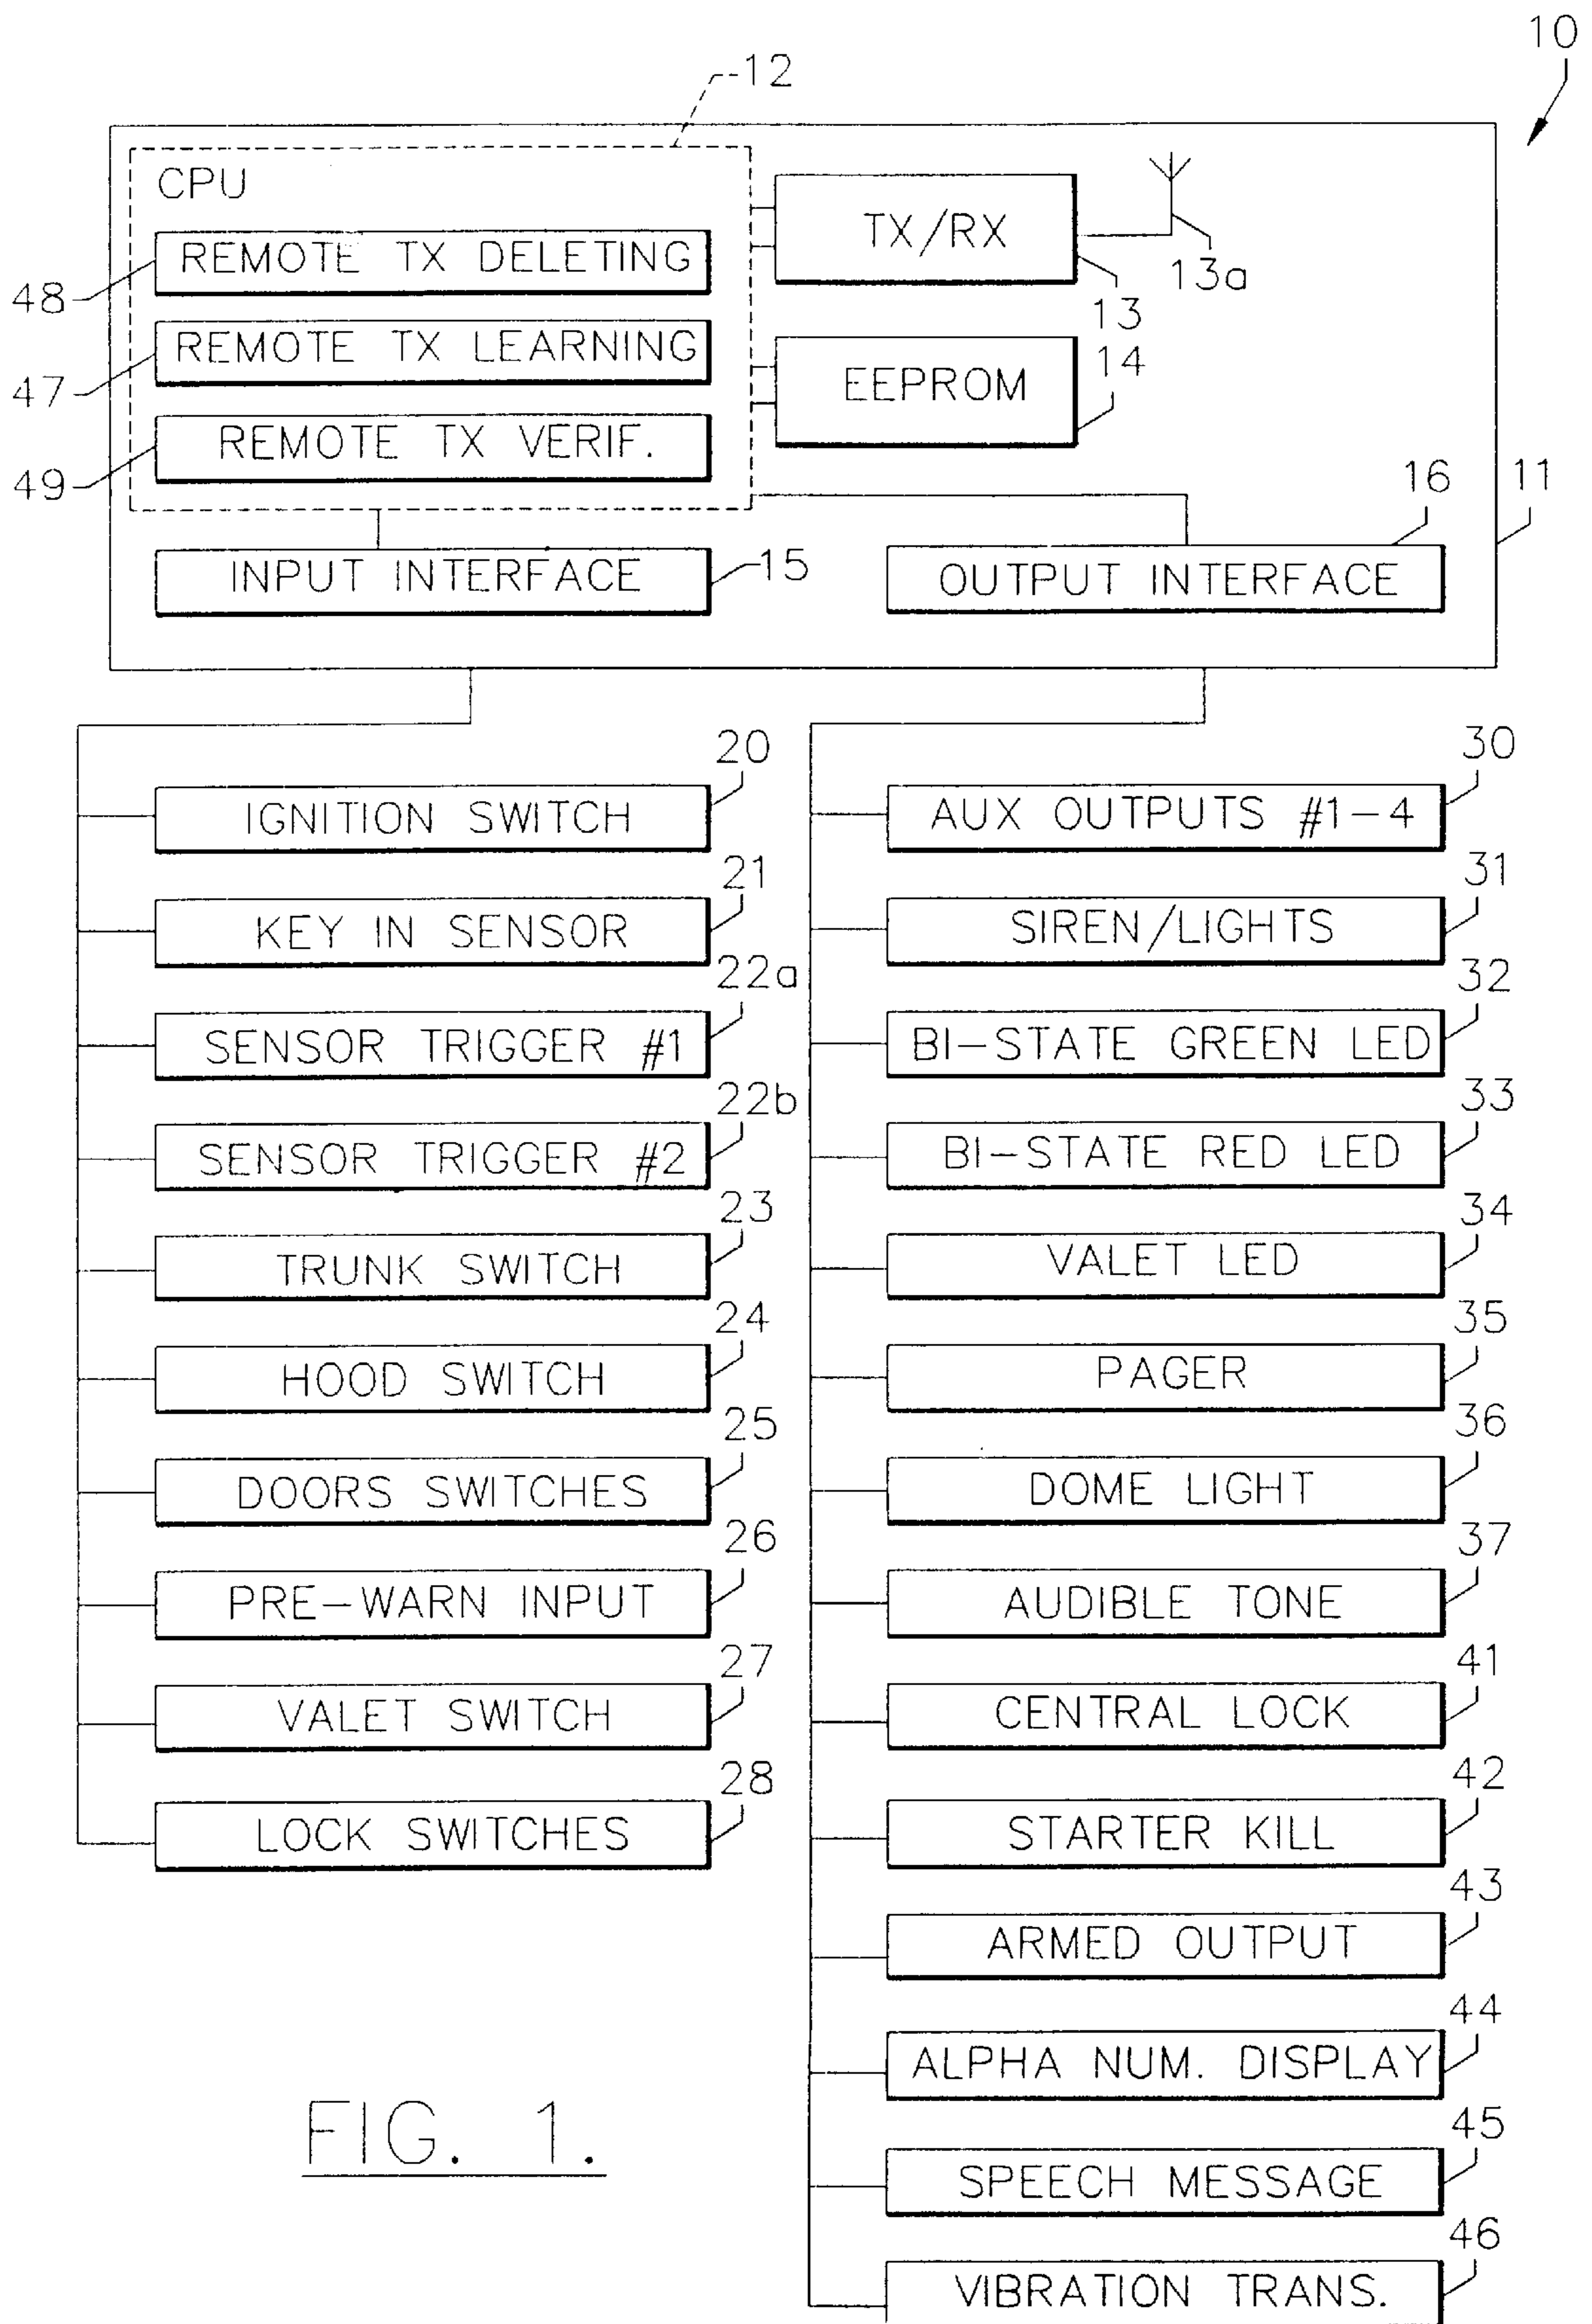 10
12
CPU
TX/RX
REMOTE TX DELETING
13a
48
13
REMOTE TX LEARNING
14
47
EEPROM
REMOTE TX VERIF.
49
16
11
INPUT INTERFACE
15
OUTPUT INTERFACE
20
IGNITION SWITCH
21
KEY IN SENSOR
22a
SENSOR TRIGGER #1
22b
SENSOR TRIGGER #2
23
TRUNK SWITCH
24
HOOD SWITCH
25
DOORS SWITCHES
26
PRE-WARN INPUT
27
VALET SWITCH
28
LOCK SWITCHES
30
AUX OUTPUTS #1-4
31
SIREN/LIGHTS
32
BI-STATE GREEN LED
33
BI-STATE RED LED
34
VALET LED
35
PAGER
36
DOME LIGHT
37
AUDIBLE TONE
41
CENTRAL LOCK
42
STARTER KILL
43
ARMED OUTPUT
44
ALPHA NUM. DISPLAY
45
SPEECH MESSAGE
46
VIBRATION TRANS.
FIG. 1.